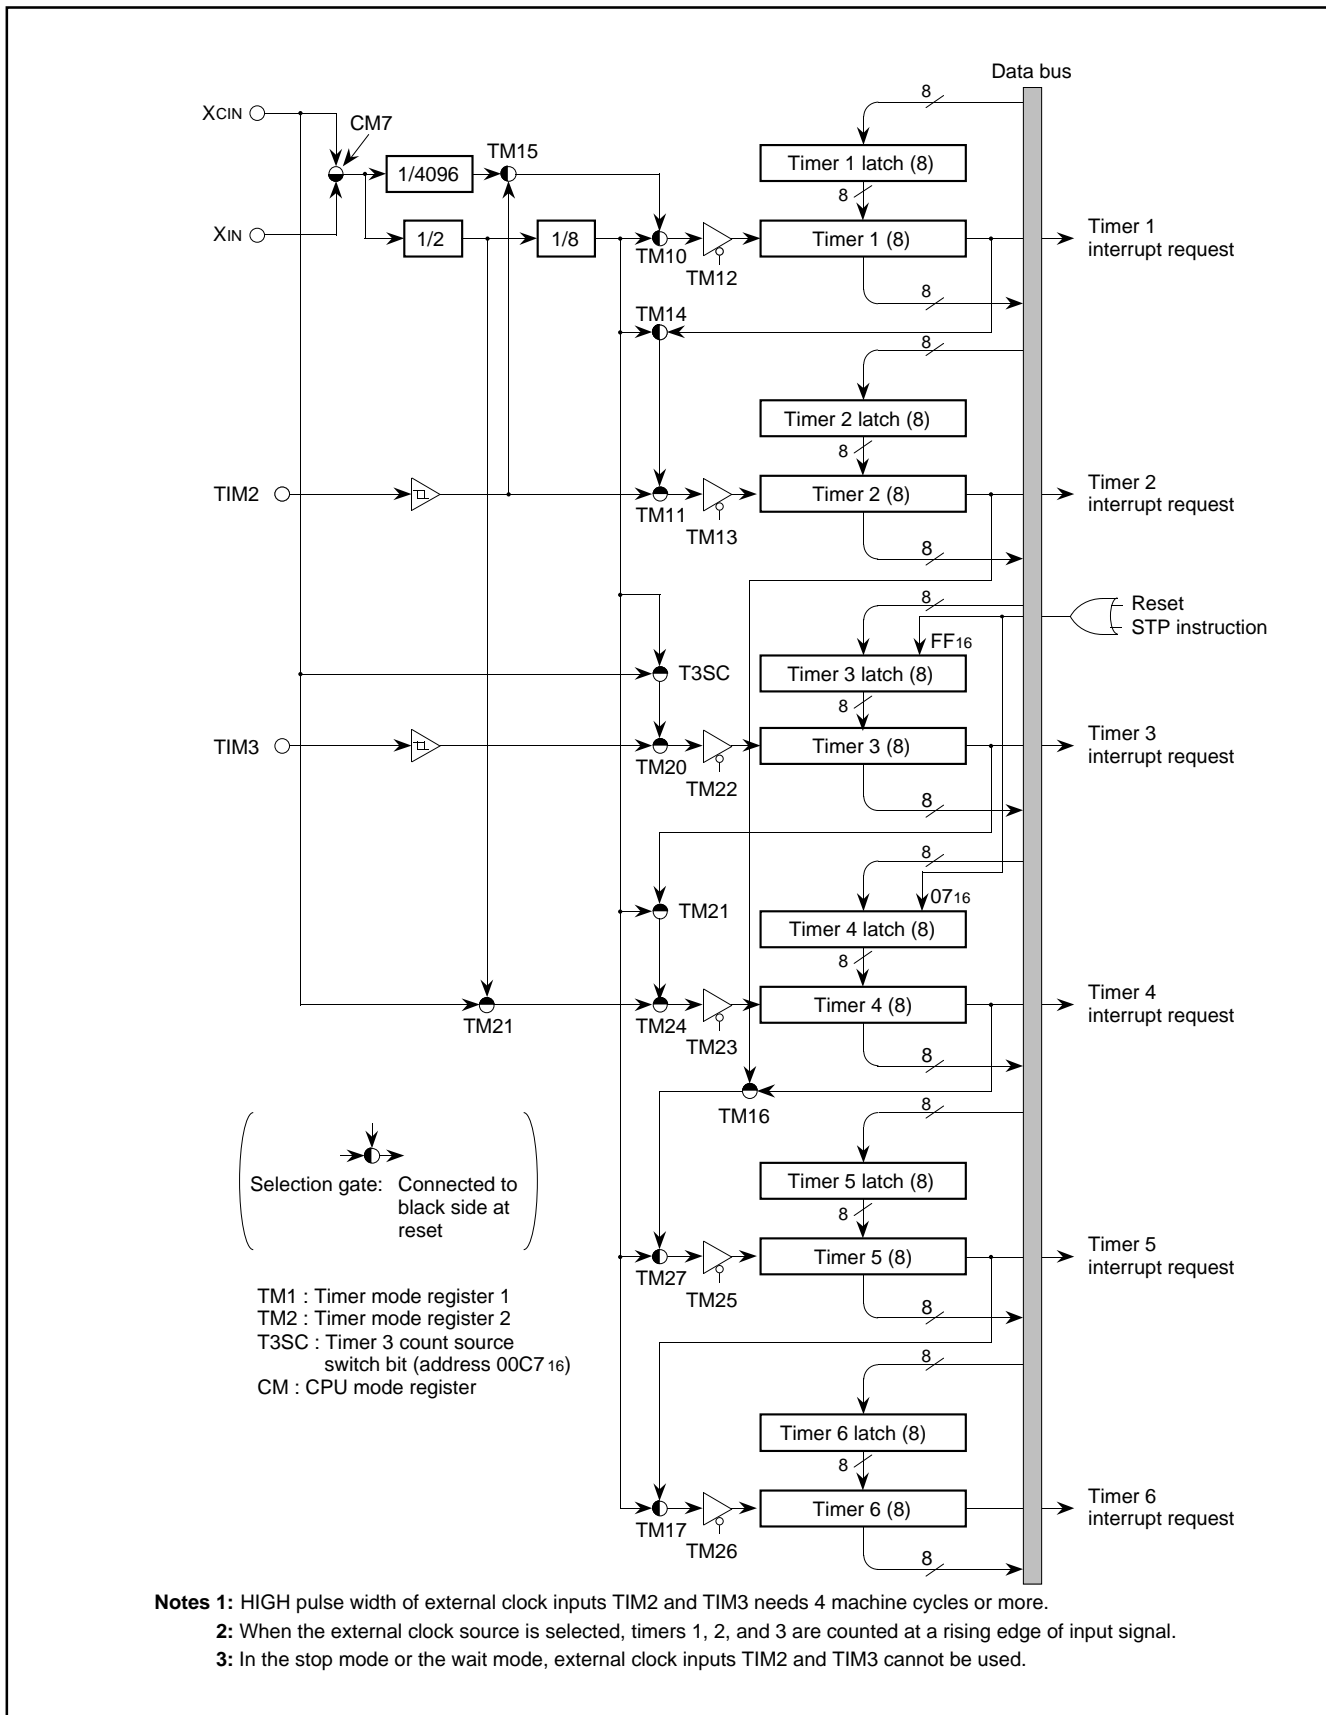 Data bus
8
XCIN
CM7
TM15
1/4096
Timer 1 latch (8)
8
XIN
1/2
1/8
Timer 1 (8)
Timer 1
interrupt request
TM10
TM12
8
TM14
8
Timer 2 latch (8)
8
TIM2
Timer 2 (8)
Timer 2
interrupt request
TM11
TM13
8
8
Reset
STP instruction
FF16
T3SC
Timer 3 latch (8)
8
TIM3
Timer 3 (8)
Timer 3
interrupt request
TM20
TM22
8
8
0716
TM21
Timer 4 latch (8)
8
Timer 4 (8)
Timer 4
interrupt request
TM21
TM24
TM23
8
TM16
8
Selection gate: Connected to
black side at
reset
Timer 5 latch (8)
8
Timer 5 (8)
Timer 5
interrupt request
TM27
TM25
8
TM1 : Timer mode register 1
TM2 : Timer mode register 2
T3SC : Timer 3 count source
switch bit (address 00C716)
CM : CPU mode register
8
Timer 6 latch (8)
8
Timer 6 (8)
Timer 6
interrupt request
TM17
TM26
8
Notes 1: HIGH pulse width of external clock inputs TIM2 and TIM3 needs 4 machine cycles or more.
2: When the external clock source is selected, timers 1, 2, and 3 are counted at a rising edge of input signal.
3: In the stop mode or the wait mode, external clock inputs TIM2 and TIM3 cannot be used.